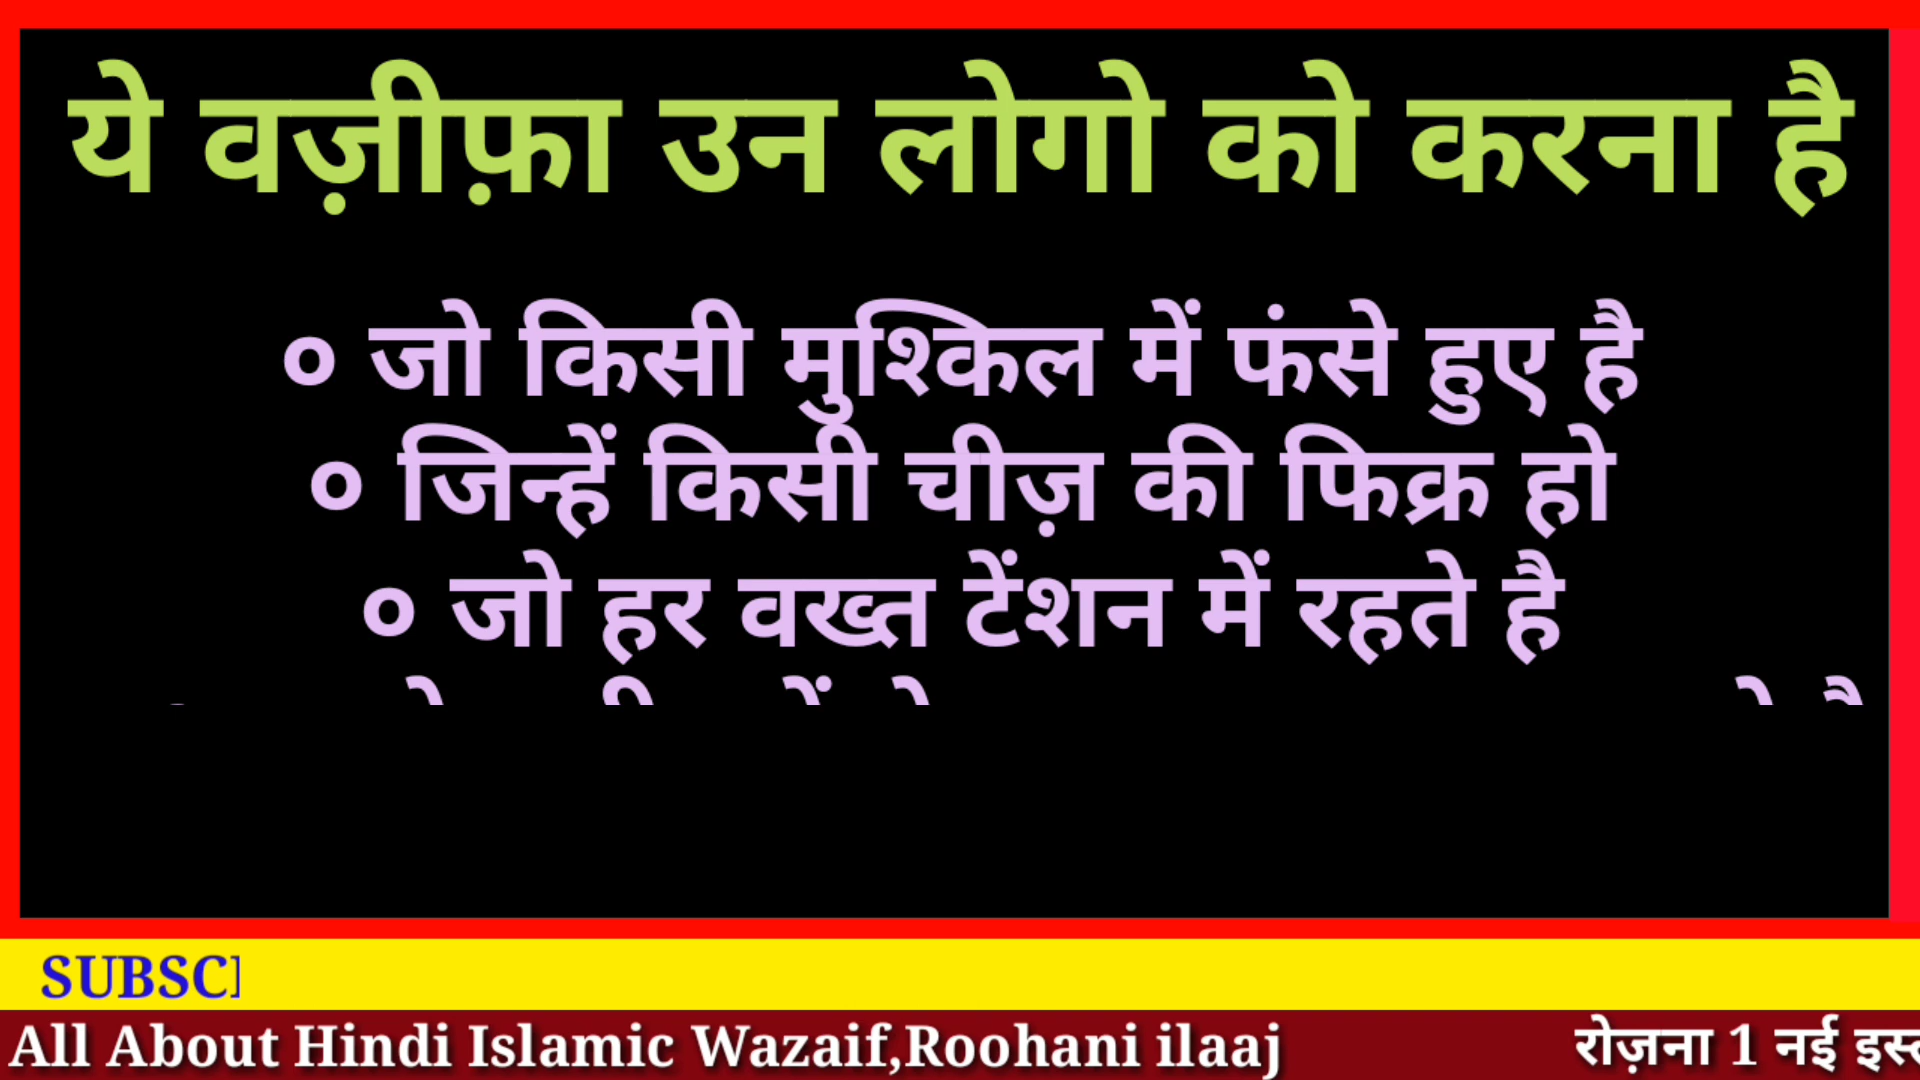 ये वज़ीफ़ा उन लोगो को करना है
० जो किसी मुश्किल में फंसे हुए है
० जिन्हें किसी चीज़ की फिक्र हो
० जो हर वख्त टेंशन में रहते है
SUBSC
All About Hindi Islamic Wazaif,Roohani ilaaj
रोज़ना 1 नई